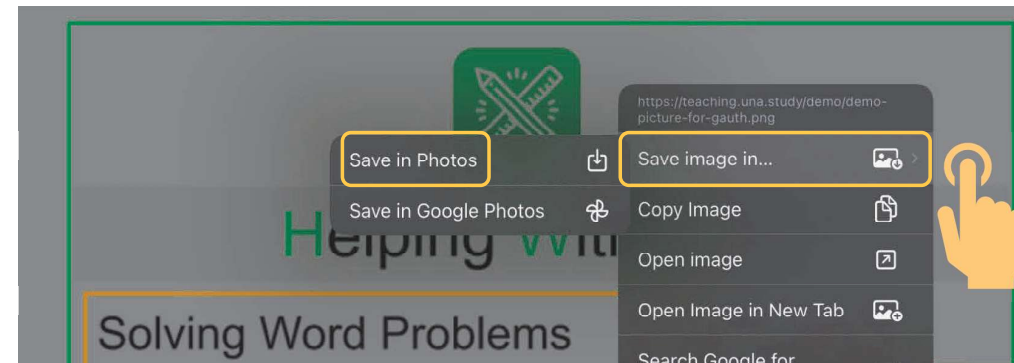 https://teaching.una.study/demo/demo-
picture-for-gauth.png
Save in Photos
Save image in...
Save in Google Photos
Copy Image
Helping Wit
Open image
Open Image in New Tab
Solving Word Problems
Search Google for